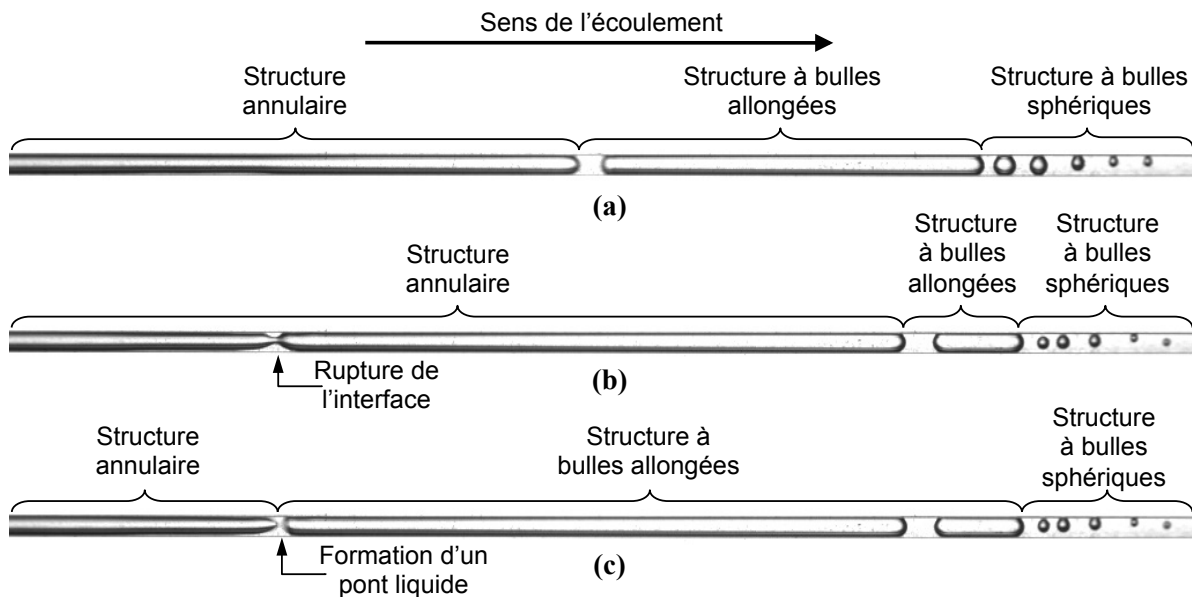 Sens de l'écoulement
Structure
annulaire
Structure à bulles
allongées
Structure à bulles
sphériques
(a)
Structure
annulaire
Structure
à bulles
allongées
Structure
à bulles
sphériques
Rupture de
l'interface
(b)
Structure
annulaire
Structure à
bulles allongées
Structure
à bulles
sphériques
Formation d'un
pont liquide
(c)